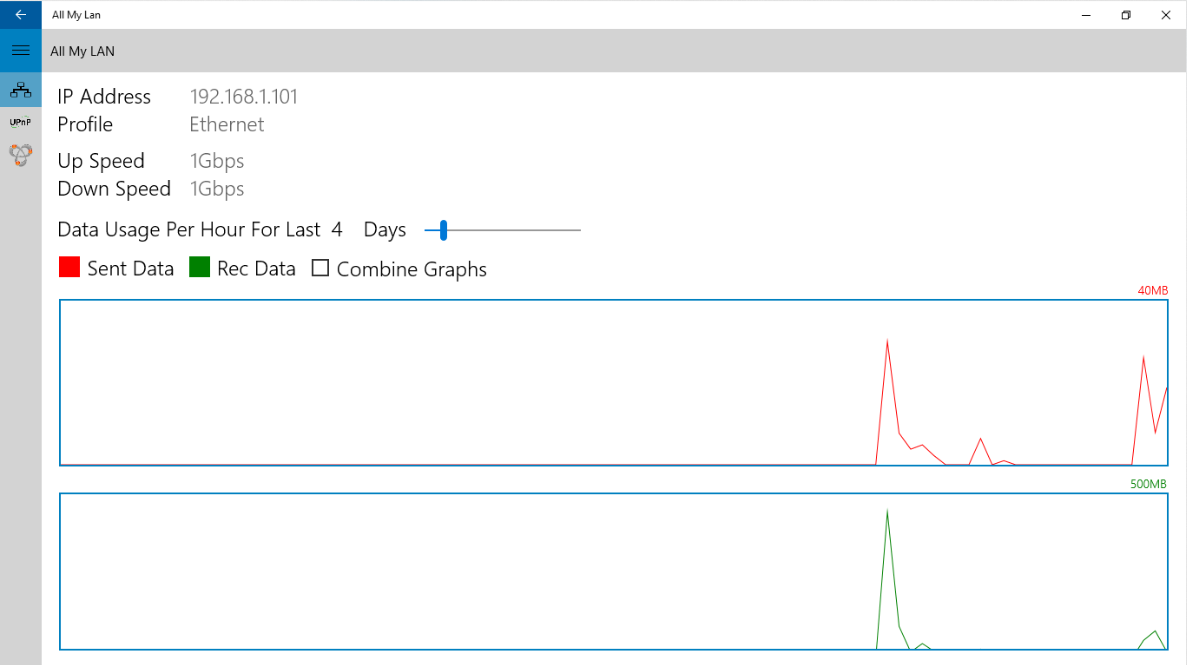 All My Lan
All My LAN
IP Address 192.168.1.101
UPnP
Profile Ethernet
Up Speed 1Gbps
Down Speed 1Gbps
Data Usage Per Hour For Last 4 Days
Sent Data Rec Data Combine Graphs
40MB
500MB